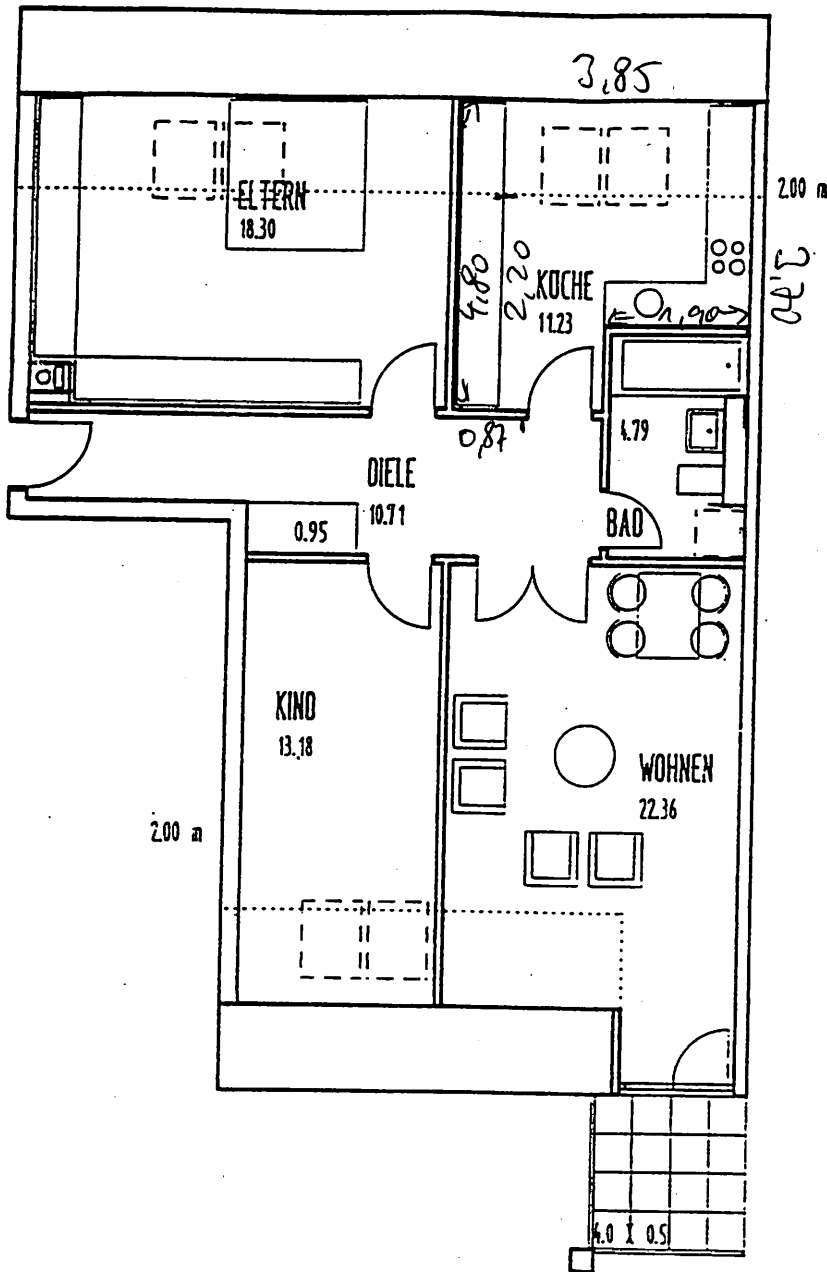 3,85
2.00 m
ELTERN
18.30
4,80
2,20
KÜCHE
11.23
3,40
1,90
0,87
4.79
DIELE
10.71
0.95
BAD
KIND
13.18
WOHNEN
22.36
2.00 m
4.0 X 0.5